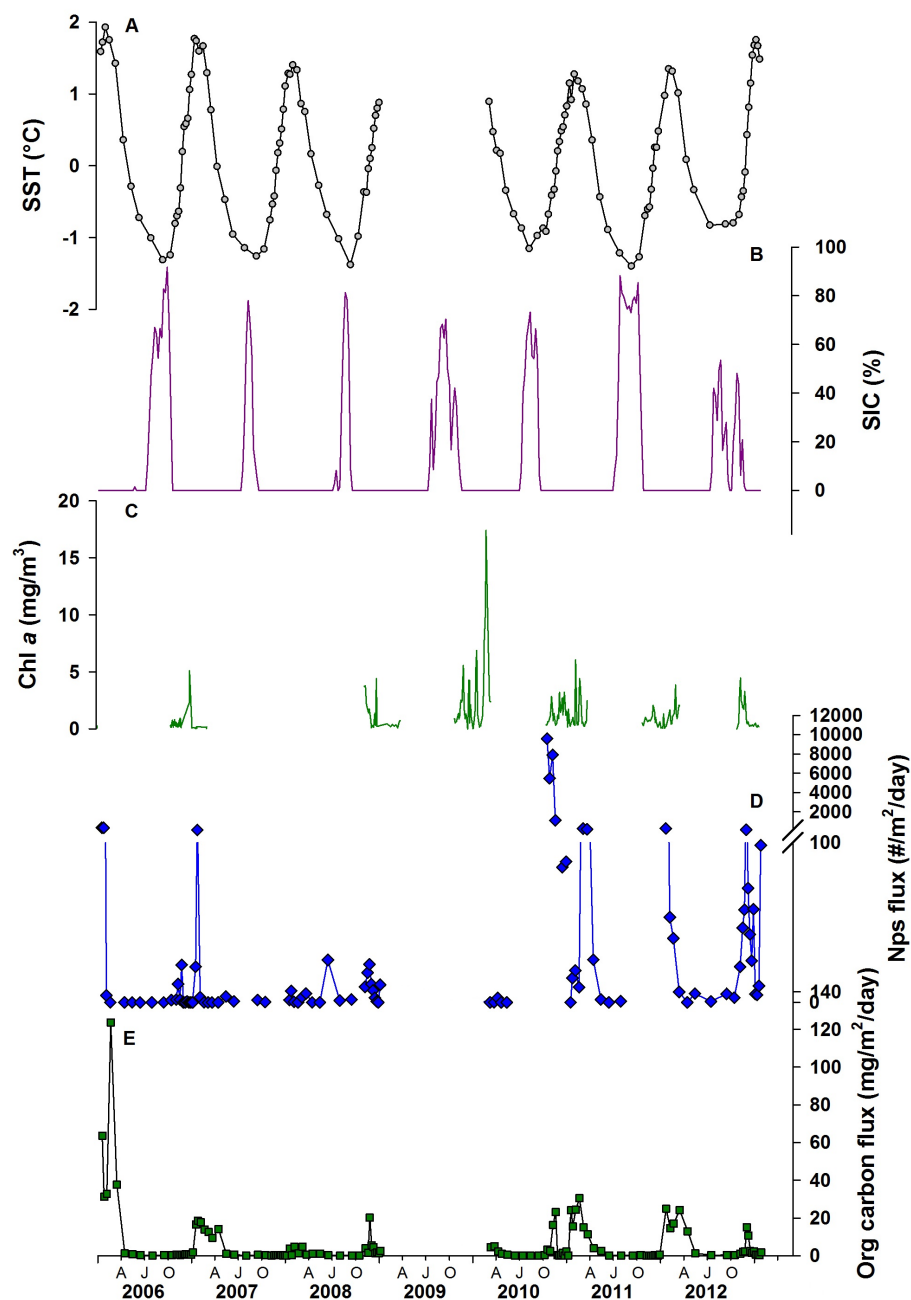 A
SST (°C)
2
1
0
-1
-2
B
SIC (%)
100
80
60
40
20
0
C
Chl a (mg/m³)
20
15
10
5
0
D
Nps flux (#/m²/day)
12000
10000
8000
6000
4000
2000
100
0
E
Org carbon flux (mg/m²/day)
140
120
100
80
60
40
20
0
A J O A J O A J O A J O A J O A J O A J O
2006 2007 2008 2009 2010 2011 2012